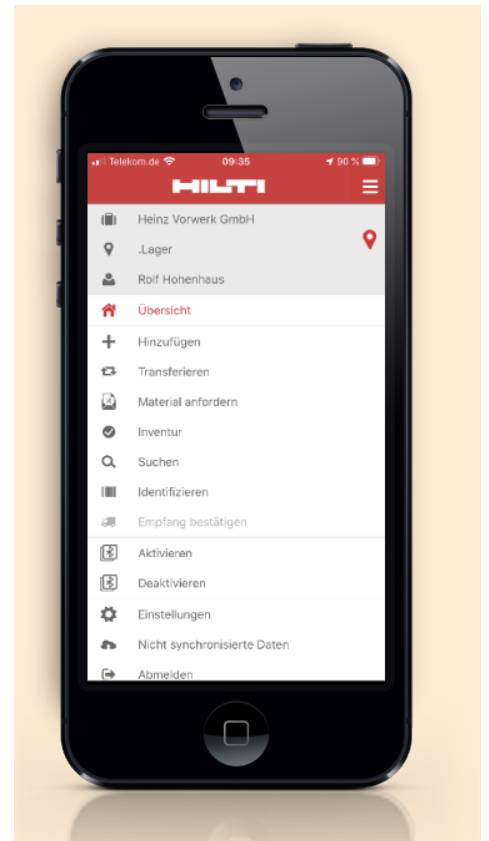 Telekom.de 09:35 90 %
HILTI
Heinz Vorwerk GmbH
.Lager
Rolf Hohenhaus
Übersicht
Hinzufügen
Transferieren
Material anfordern
Inventur
Suchen
Identifizieren
Empfang bestätigen
Aktivieren
Deaktivieren
Einstellungen
Nicht synchronisierte Daten
Abmelden